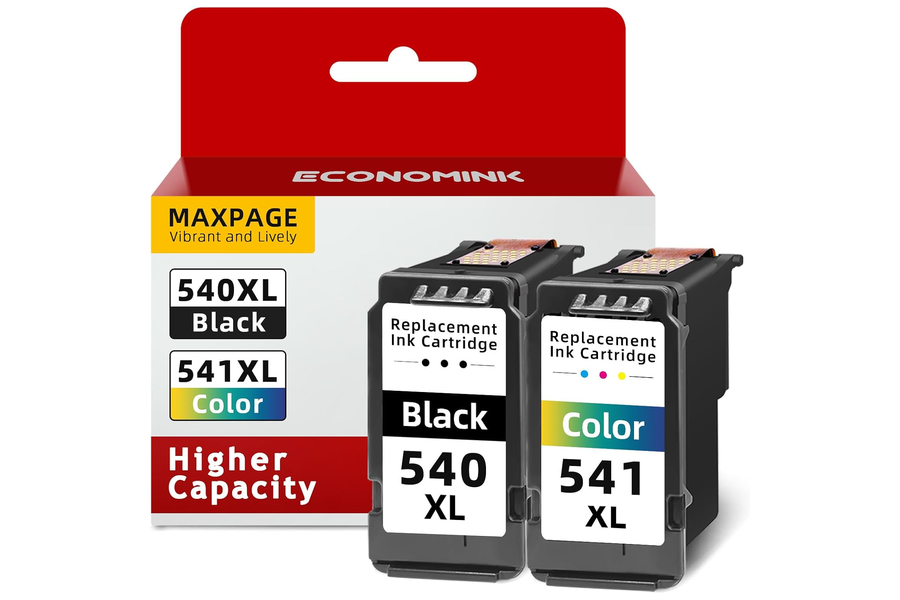 ECONOMINK
MAXPAGE
Vibrant and Lively
540XL
Black
541XL
Color
Higher
Capacity
Replacement
Ink Cartridge
Black
540
XL
Replacement
Ink Cartridge
Color
541
XL